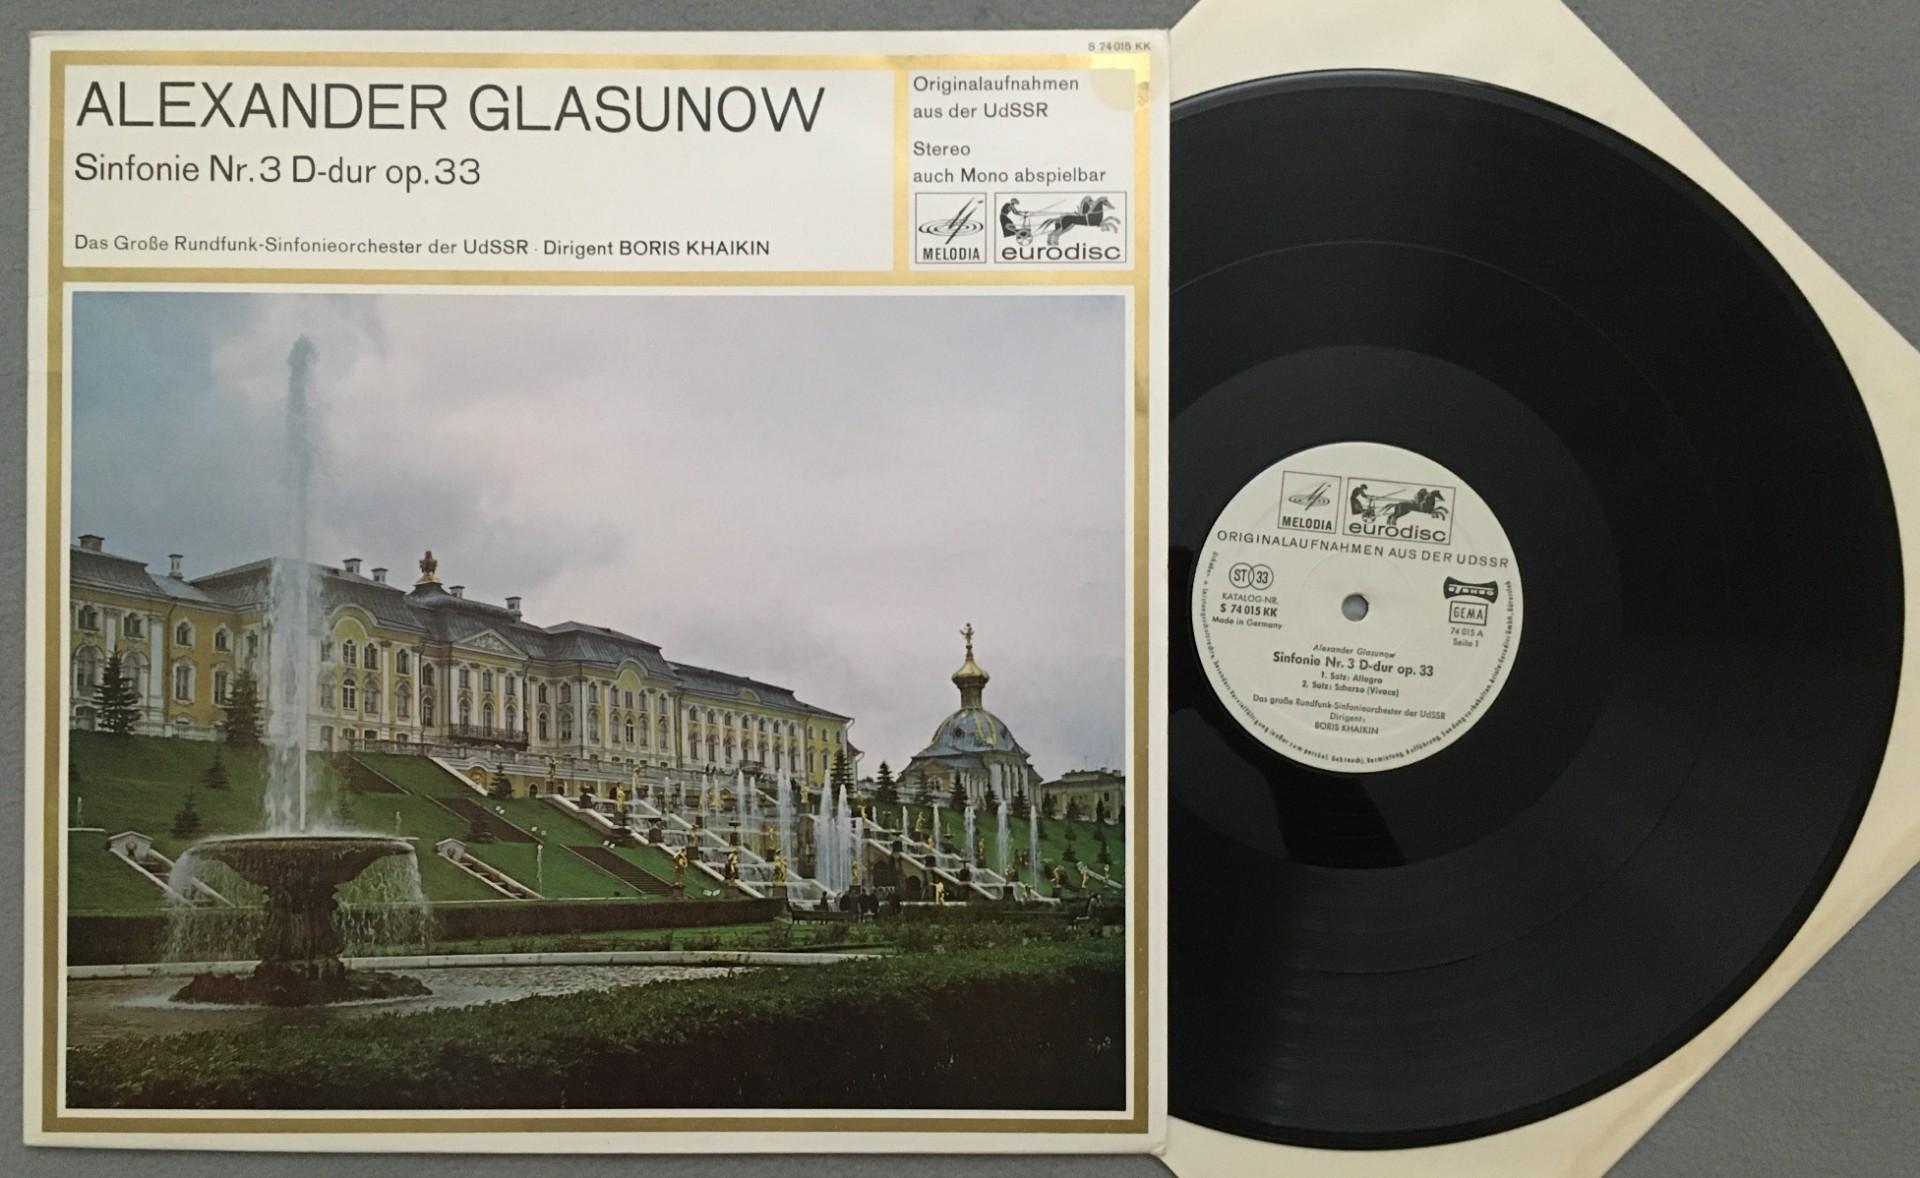 S 74015 KK
ALEXANDER GLASUNOW
Sinfonie Nr. 3 D-dur op. 33
Das Große Rundfunk-Sinfonieorchester der UdSSR · Dirigent BORIS KHAIKIN
Originalaufnahmen
aus der UdSSR
Stereo
auch Mono abspielbar
MELODIA
eurodisc
MELODIA
eurodisc
ORIGINALAUFNAHMEN AUS DER UDSSR
ST 33
KATALOG-NR.
S 74 015 KK
Made in Germany
STEREO
GEMA
74 015 A
Seite 1
Alexander Glasunow
Sinfonie Nr. 3 D-dur op. 33
1. Satz: Allegro
2. Satz: Scherzo (Vivace)
Das große Rundfunk-Sinfonieorchester der UdSSR
Dirigent:
BORIS KHAIKIN